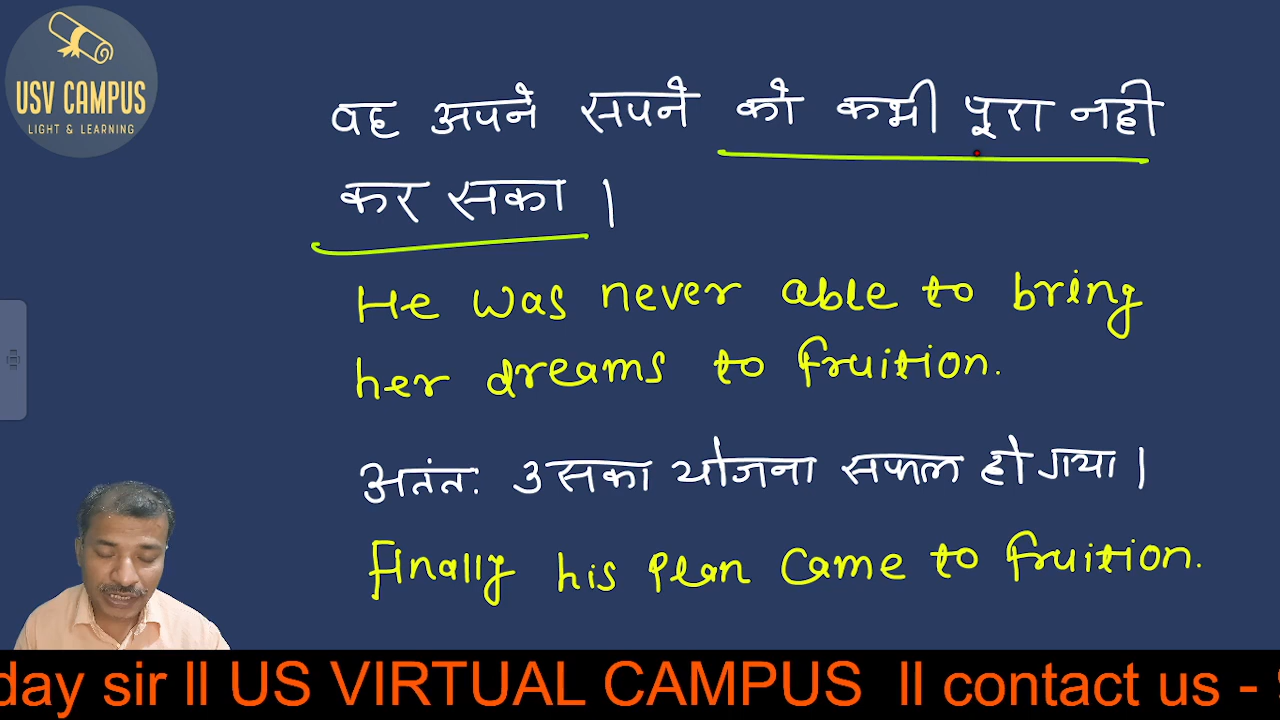 USV CAMPUS
LIGHT & LEARNING
वह अपने सपने को कभी पूरा नही
कर सका |
He was never able to bring
her dreams to fruition.
अतंत: उसका योजना सफल हो गया |
Finally his plan came to fruition.
day sir ll US VIRTUAL CAMPUS ll contact us -